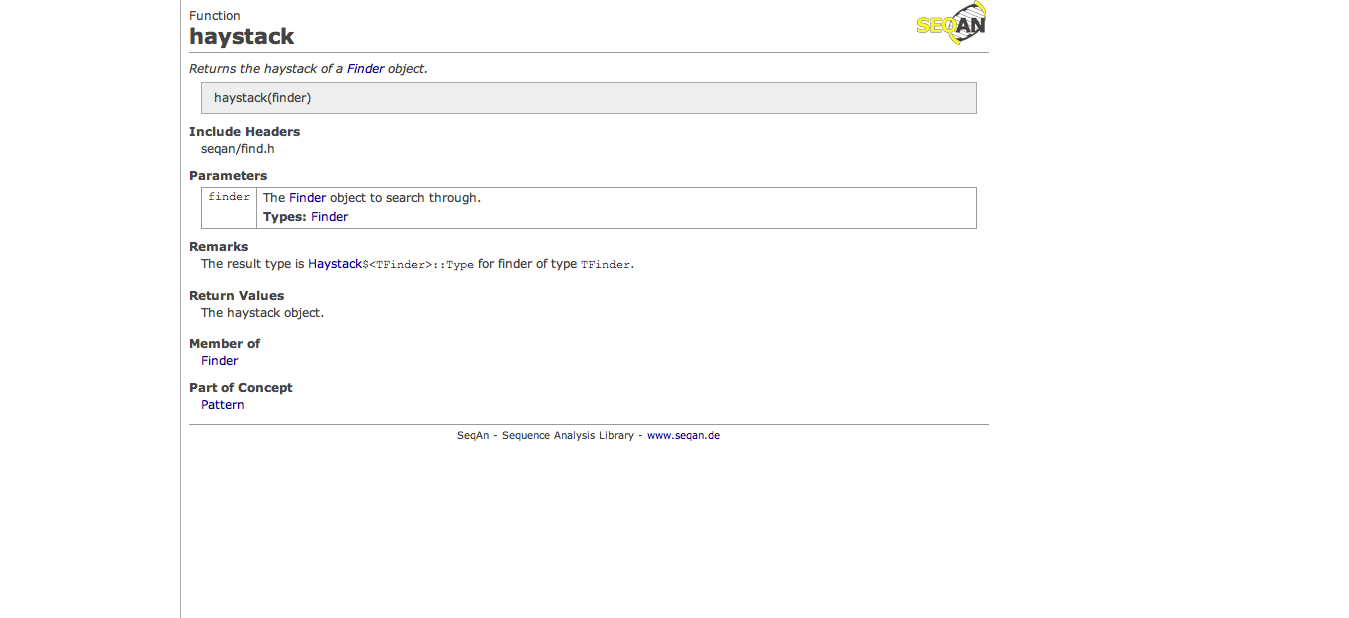 Function
haystack
SEQAN
Returns the haystack of a Finder object.
haystack(finder)
Include Headers
seqan/find.h
Parameters
finder
The Finder object to search through.
Types: Finder
Remarks
The result type is Haystack$<TFinder>::Type for finder of type TFinder.
Return Values
The haystack object.
Member of
Finder
Part of Concept
Pattern
SeqAn - Sequence Analysis Library - www.seqan.de